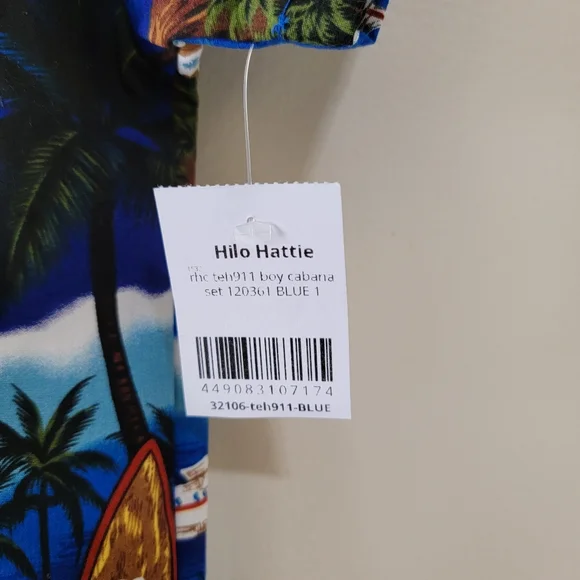 Hilo Hattie
rhc teh911 boy cabana
set 120361 BLUE 1
449083107174
32106-teh911-BLUE